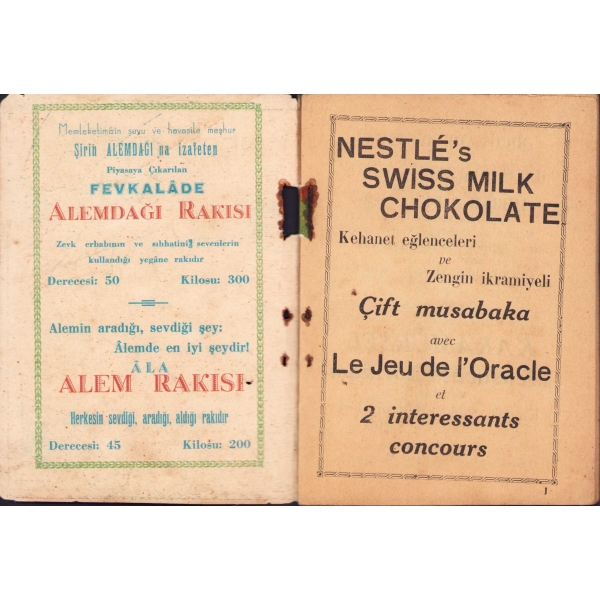 Memleketimizin suyu ve havasile meşhur
Şirin ALEMDAĞI na izafeten
Piyasaya Çıkarılan
FEVKALÂDE
ALEMDAĞI RAKISI
Zevk erbabının ve sıhhatini sevenlerin
kullandığı yegâne rakıdır
Derecesi: 50 Kilosu: 300
Alemin aradığı, sevdiği şey:
Âlemde en iyi şeydir!
ÂLA
ALEM RAKISI
Herkesin sevdiği, aradığı, aldığı rakıdır
Derecesi: 45 Kilosu: 200
NESTLÉ's
SWISS MILK
CHOKOLATE
Kehanet eğlenceleri
ve
Zengin ikramiyeli
Çift musabaka
avec
Le Jeu de l'Oracle
et
2 interessants
concours
1